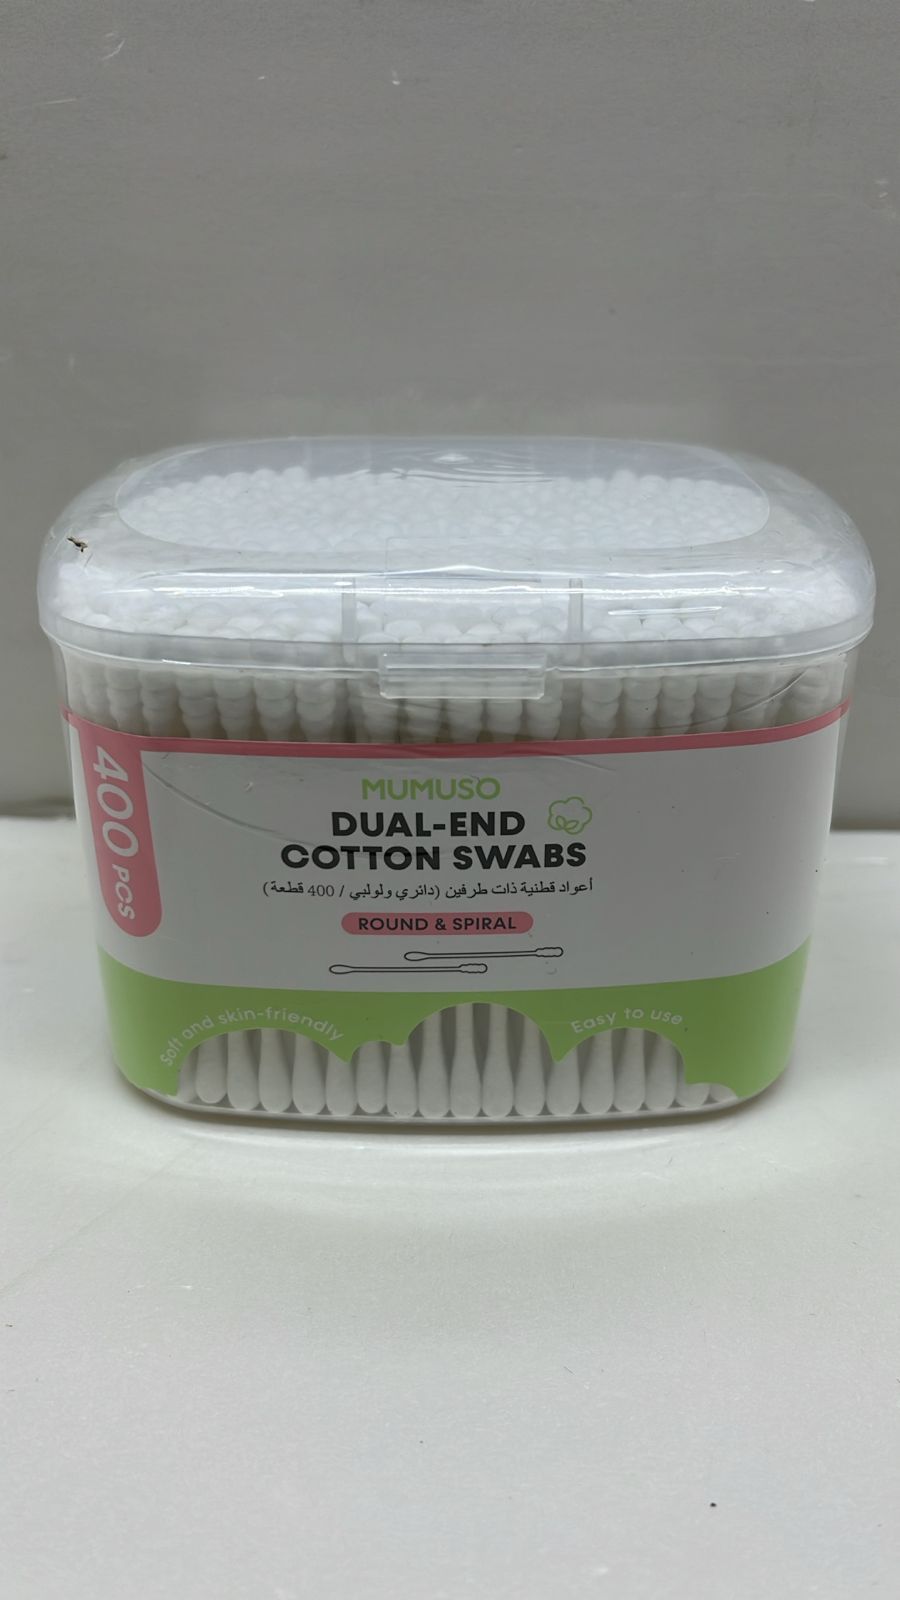 400 PCS
MUMUSO
DUAL-END
COTTON SWABS
أعواد قطنية ذات طرفين (دائري ولولبي / 400 قطعة)
ROUND & SPIRAL
Soft and skin-friendly
Easy to use